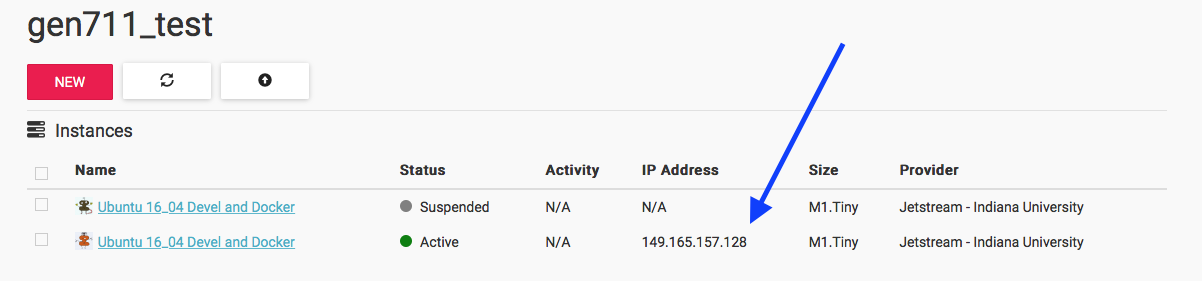 gen711_test
NEW
Instances
Name Status Activity IP Address Size Provider
Ubuntu 16_04 Devel and Docker Suspended N/A N/A M1.Tiny Jetstream - Indiana University
Ubuntu 16_04 Devel and Docker Active N/A 149.165.157.128 M1.Tiny Jetstream - Indiana University